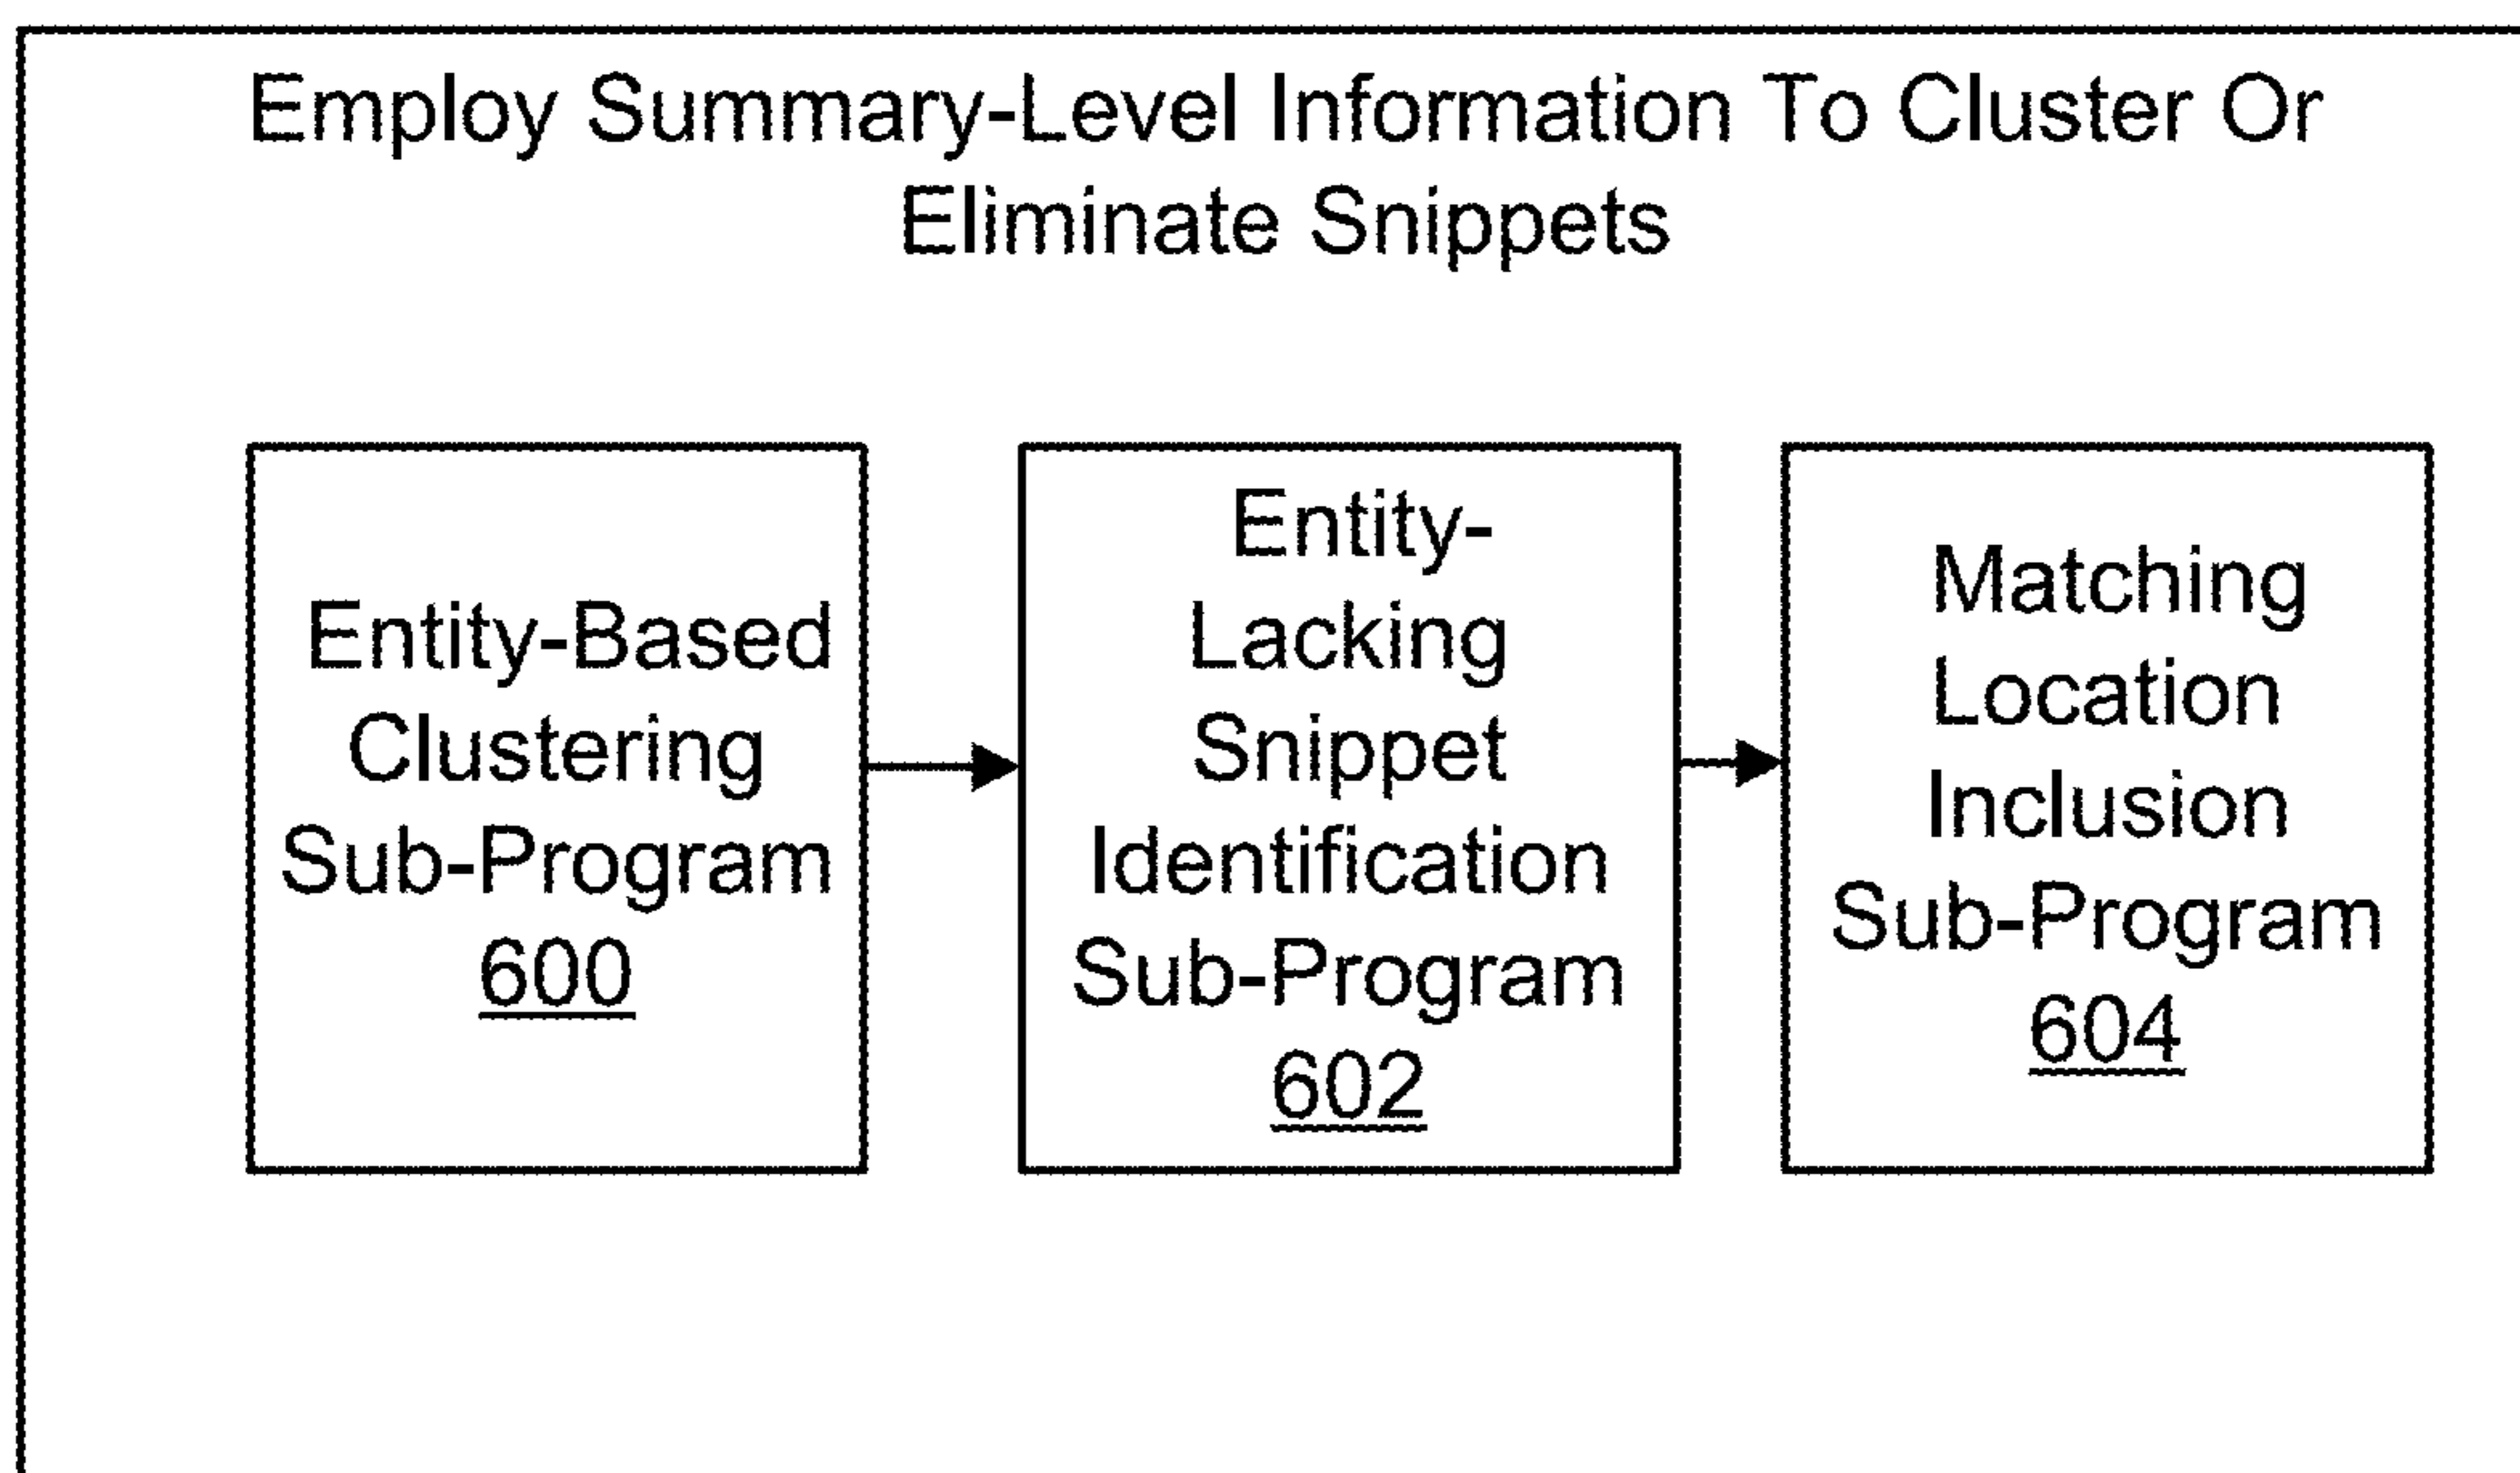 Employ Summary-Level Information To Cluster Or
Eliminate Snippets
Entity-Based
Clustering
Sub-Program
600
Entity-
Lacking
Snippet
Identification
Sub-Program
602
Matching
Location
Inclusion
Sub-Program
604